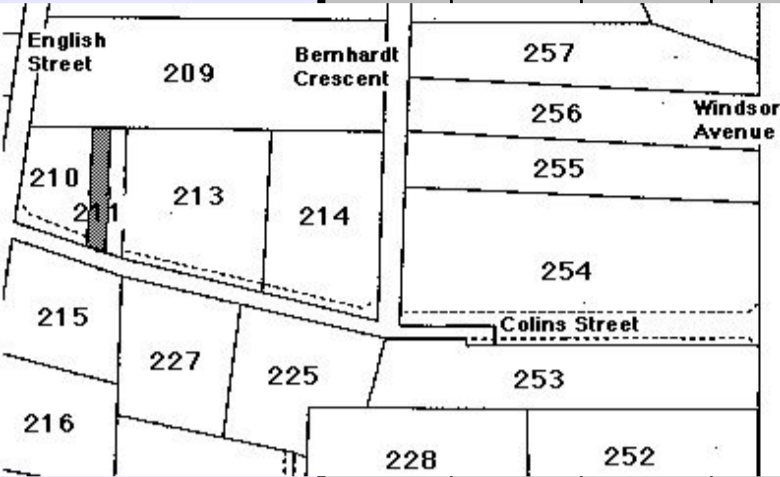 English
Street
209
Bernhardt
Crescent
257
256
Windsor
Avenue
255
210
211
213
214
254
215
227
225
Colins Street
253
216
228
252